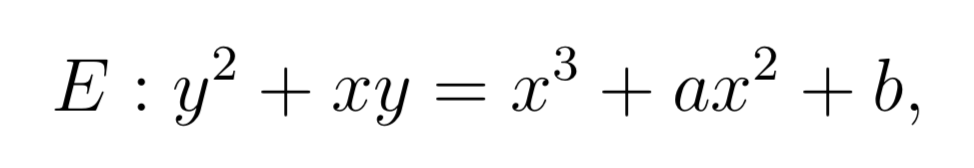 E : y² + xy = x³ + ax² + b,